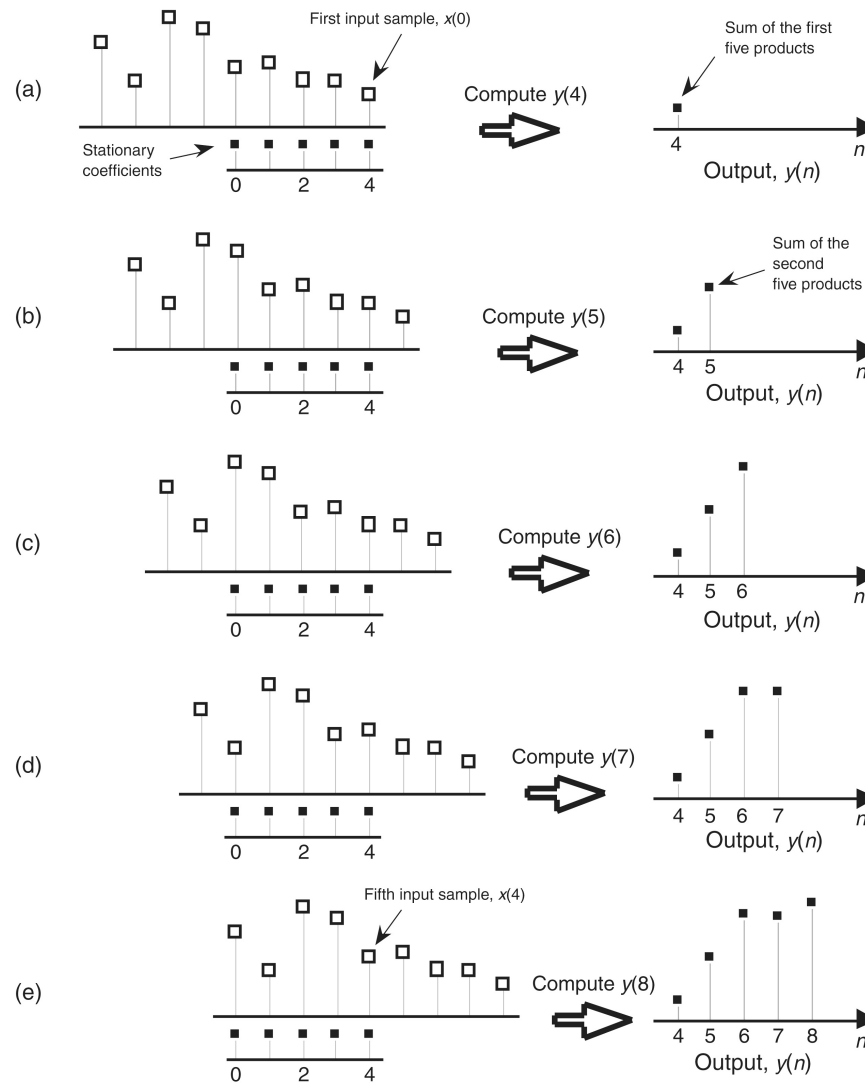 First input sample, x(0)
Sum of the first
five products
(a)
Compute y(4)
Stationary
coefficients
0 2 4
4
n
Output, y(n)
Sum of the
second
five products
(b)
Compute y(5)
0 2 4
4 5
n
Output, y(n)
(c)
Compute y(6)
0 2 4
4 5 6
n
Output, y(n)
(d)
Compute y(7)
0 2 4
4 5 6 7
n
Output, y(n)
Fifth input sample, x(4)
(e)
Compute y(8)
0 2 4
4 5 6 7 8
n
Output, y(n)